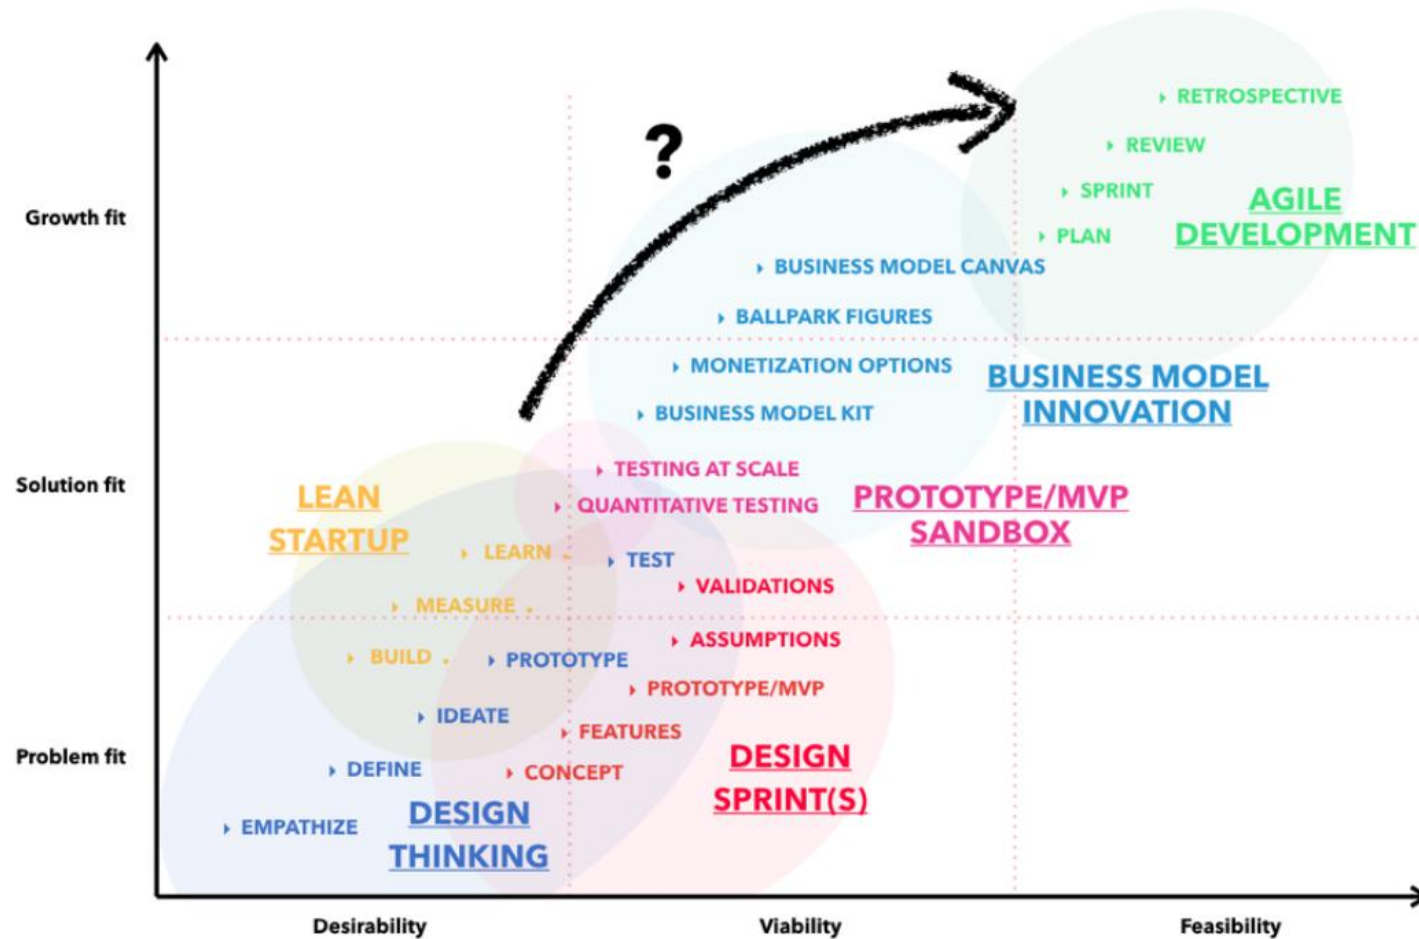 RETROSPECTIVE
REVIEW
?
SPRINT
AGILE
DEVELOPMENT
Growth fit
PLAN
BUSINESS MODEL CANVAS
BALLPARK FIGURES
MONETIZATION OPTIONS
BUSINESS MODEL
INNOVATION
BUSINESS MODEL KIT
TESTING AT SCALE
Solution fit
LEAN
STARTUP
QUANTITATIVE TESTING
PROTOTYPE/MVP
SANDBOX
LEARN
TEST
VALIDATIONS
MEASURE
ASSUMPTIONS
BUILD
PROTOTYPE
PROTOTYPE/MVP
IDEATE
FEATURES
Problem fit
DEFINE
CONCEPT
DESIGN
SPRINT(S)
EMPATHIZE
DESIGN
THINKING
Desirability
Viability
Feasibility